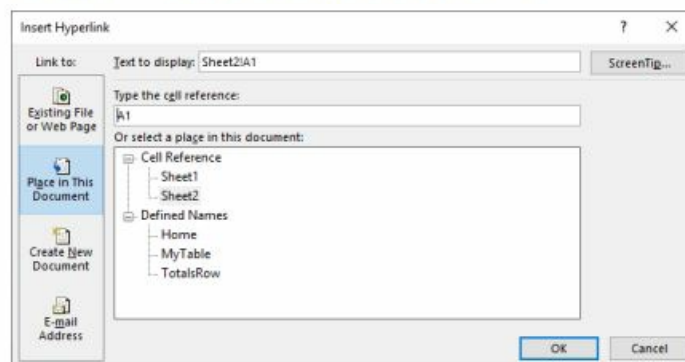 Insert Hyperlink ? ×
Link to:
Text to display: Sheet2!A1
ScreenTip...
Type the cell reference:
A1
Or select a place in this document:
Cell Reference
Sheet1
Sheet2
Defined Names
Home
MyTable
TotalsRow
Existing File
or Web Page
Place in This
Document
Create New
Document
E-mail
Address
OK
Cancel